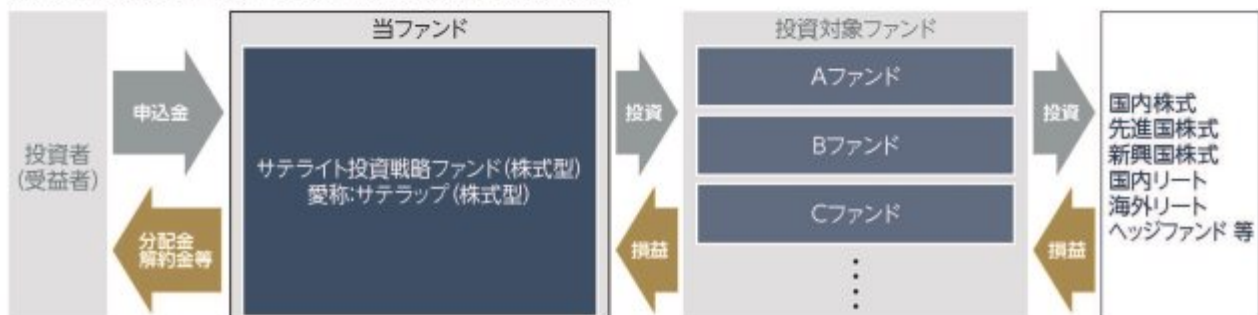 投資者
(受益者)
申込金
分配金
解約金等
当ファンド
サテライト投資戦略ファンド(株式型)
愛称:サテラップ(株式型)
投資
損益
投資対象ファンド
Aファンド
Bファンド
Cファンド
投資
損益
国内株式
先進国株式
新興国株式
国内リート
海外リート
ヘッジファンド 等